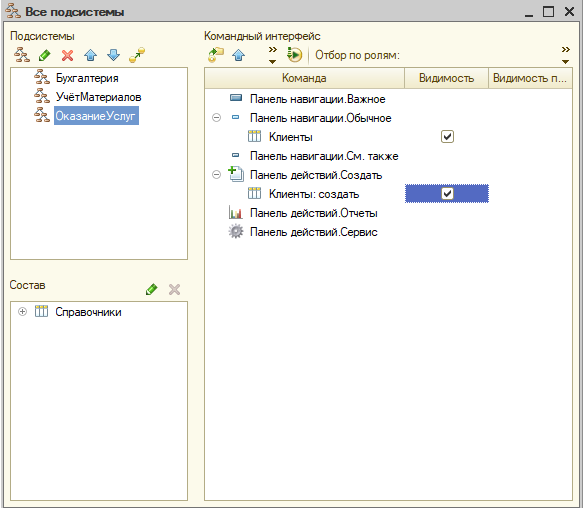 Все подсистемы
Подсистемы
Бухгалтерия
УчётМатериалов
ОказаниеУслуг
Состав
Справочники
Командный интерфейс
Отбор по ролям:
Команда Видимость Видимость п...
Панель навигации.Важное
Панель навигации.Обычное
Клиенты
Панель навигации.См. также
Панель действий.Создать
Клиенты: создать
Панель действий.Отчеты
Панель действий.Сервис